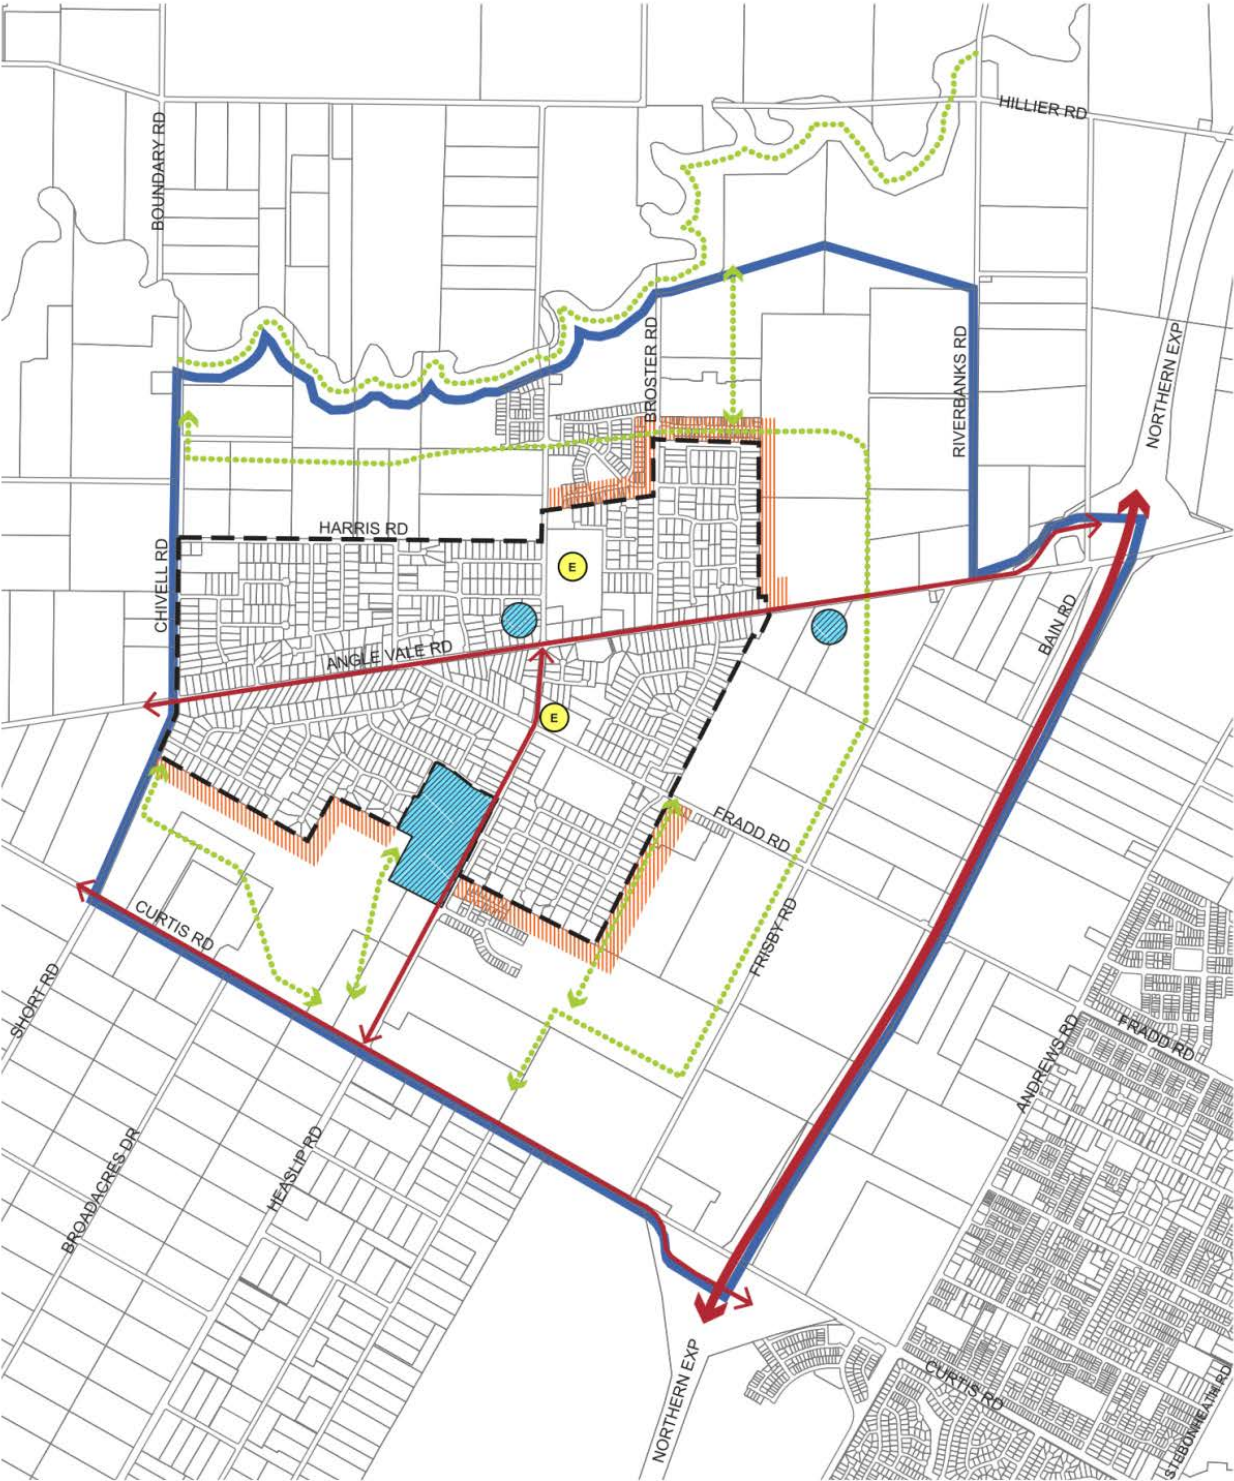 HILLIER RD
BOUNDARY RD
BROSTER RD
RIVERBANKS RD
NORTHERN EXP
HARRIS RD
CHIVELL RD
E
ANGLE VALE RD
BAIN RD
E
FRADD RD
CURTIS RD
FRISBY RD
SHORT RD
FRADD RD
ANDREWS RD
BROADACRES DR
HEASLIP RD
NORTHERN EXP
CURTIS RD
STEBONHEATH RD